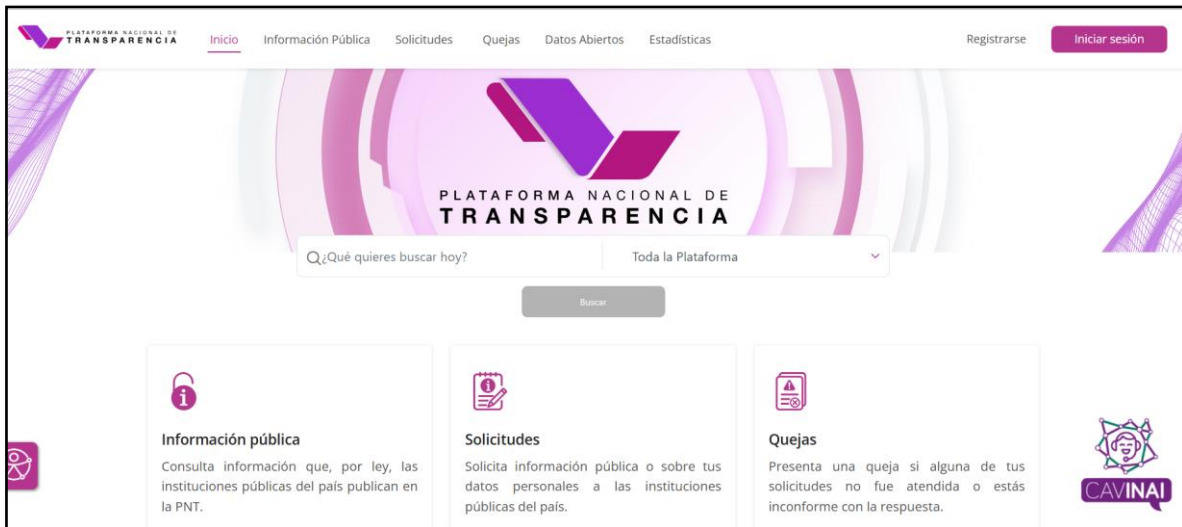 PLATAFORMA NACIONAL DE
TRANSPARENCIA
Inicio
Información Pública
Solicitudes
Quejas
Datos Abiertos
Estadísticas
Registrarse
Iniciar sesión
PLATAFORMA NACIONAL DE
TRANSPARENCIA
¿Qué quieres buscar hoy?
Toda la Plataforma
Buscar
Información pública
Consulta información que, por ley, las
instituciones públicas del país publican en
la PNT.
Solicitudes
Solicita información pública o sobre tus
datos personales a las instituciones
públicas del país.
Quejas
Presenta una queja si alguna de tus
solicitudes no fue atendida o estás
inconforme con la respuesta.
CAVINAI